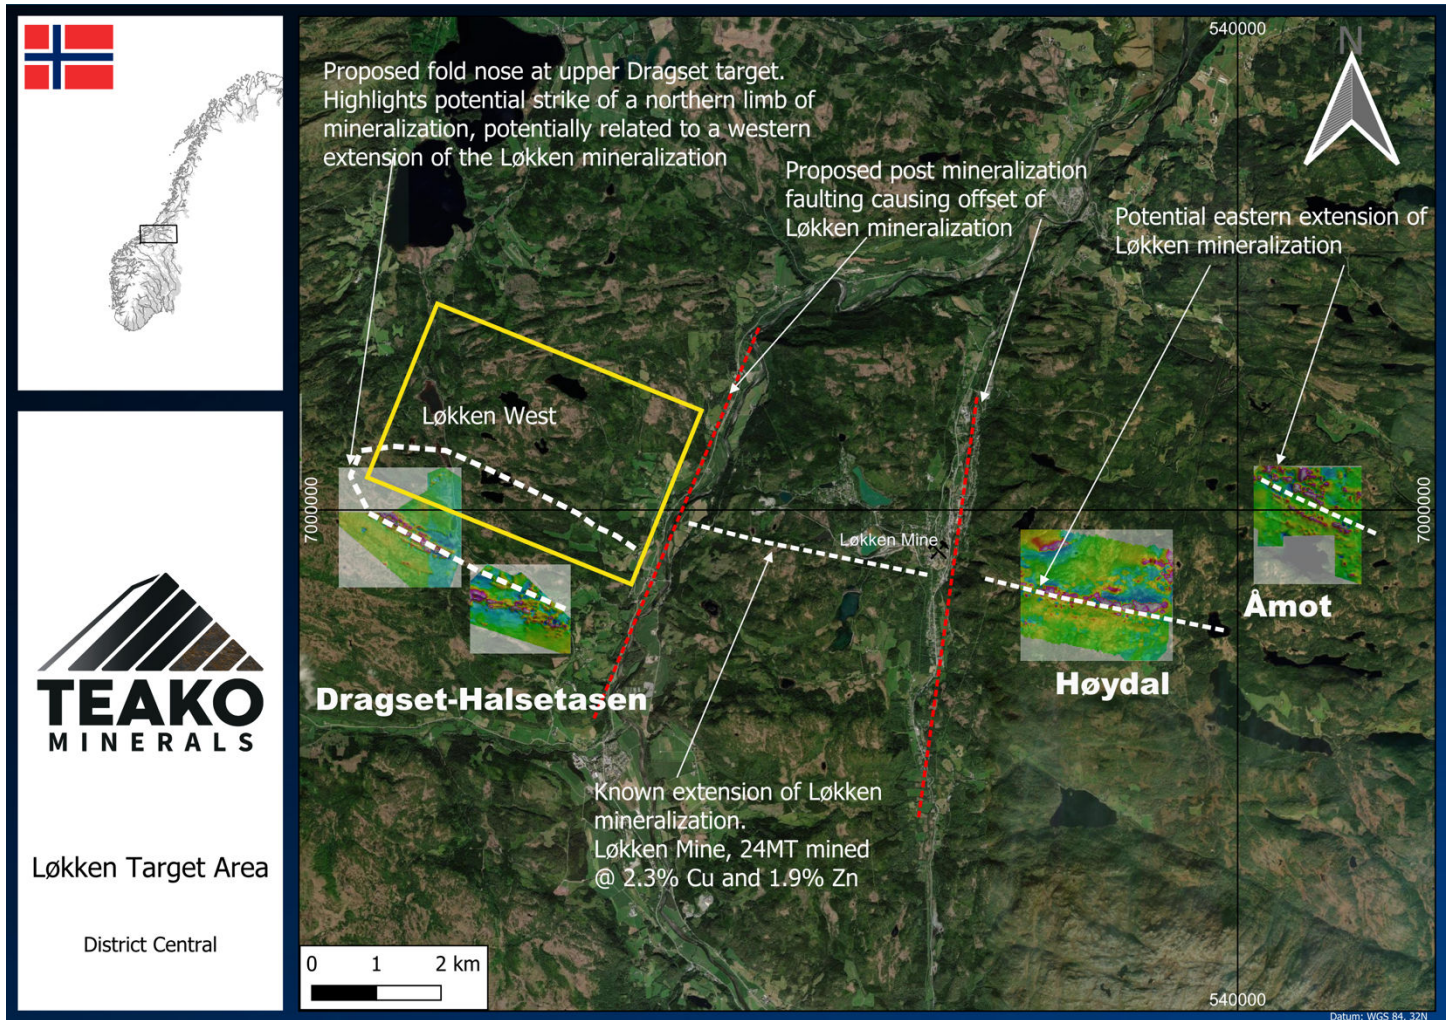 540000
N
Proposed fold nose at upper Dragset target.
Highlights potential strike of a northern limb of
mineralization, potentially related to a western
extension of the Løkken mineralization
Proposed post mineralization
faulting causing offset of
Løkken mineralization
Potential eastern extension of
Løkken mineralization
Løkken West
7000000
7000000
Løkken Mine
Åmot
Høydal
Dragset-Halsetasen
Known extension of Løkken
mineralization.
Løkken Mine, 24MT mined
@ 2.3% Cu and 1.9% Zn
TEAKO
MINERALS
Løkken Target Area
District Central
0 1 2 km
540000
Datum: WGS 84, 32N